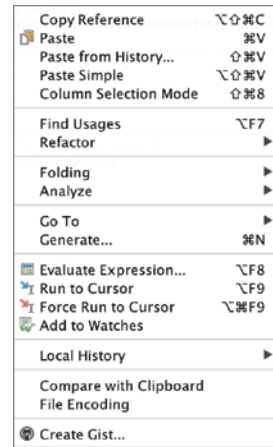 Copy Reference ⌥⇧⌘C
Paste ⌘V
Paste from History... ⇧⌘V
Paste Simple ⌥⇧⌘V
Column Selection Mode ⇧⌘8
Find Usages ⌥F7
Refactor
Folding
Analyze
Go To
Generate... ⌘N
Evaluate Expression... ⌥F8
Run to Cursor ⌥F9
Force Run to Cursor ⌥⌘F9
Add to Watches
Local History
Compare with Clipboard
File Encoding
Create Gist...